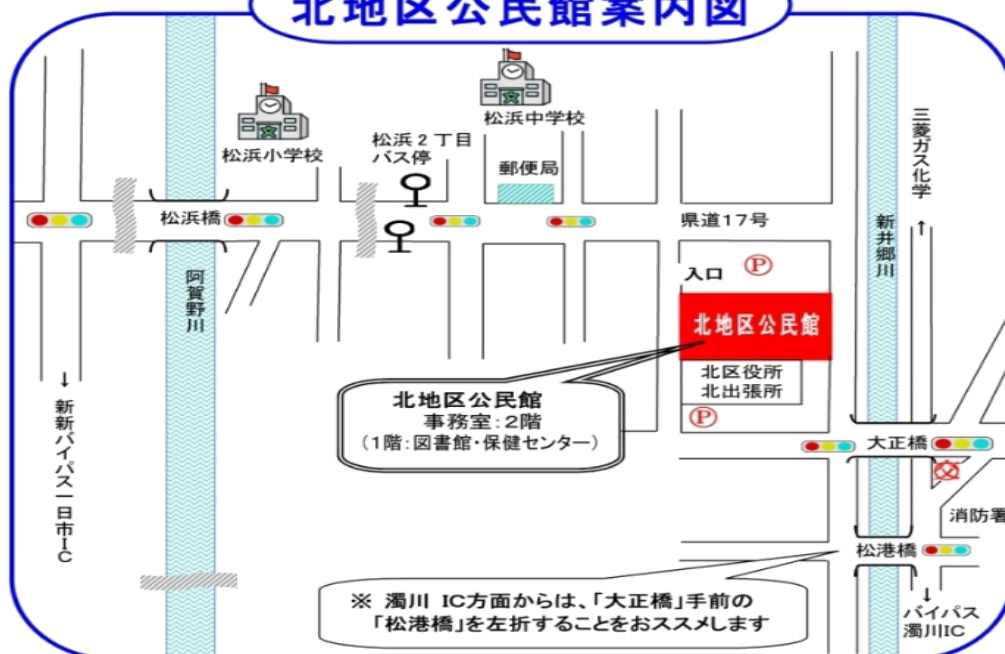 北地区公民館案内図
松浜小学校
松浜中学校
松浜2丁目
バス停
郵便局
三菱ガス化学
↑
松浜橋
県道17号
新井郷川
阿賀野川
入口
P
北地区公民館
北区役所
北出張所
P
↓
新新バイパス一日市IC
北地区公民館
事務室:2階
(1階:図書館・保健センター)
大正橋
消防署
松港橋
※ 濁川 IC方面からは、「大正橋」手前の
「松港橋」を左折することをおススメします
↓
バイパス
濁川IC